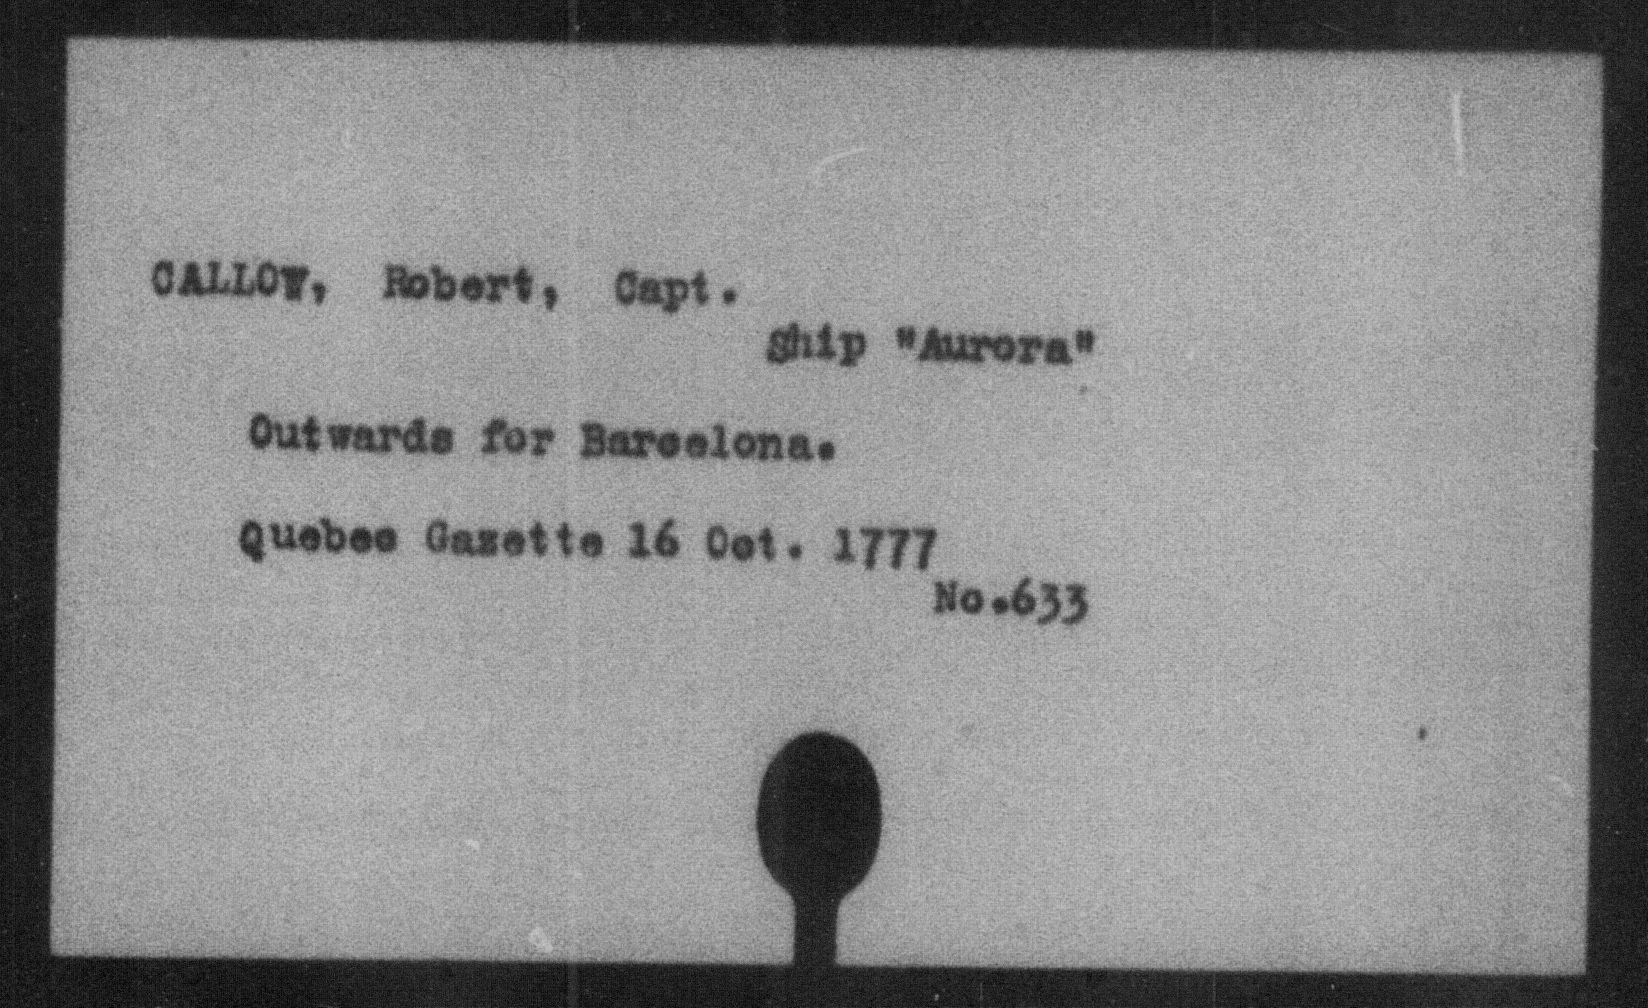 CALLOW, Robert, Capt.
Ship "Aurora"
Outwards for Barcelona.
Quebec Gazette 16 Oct. 1777
No.633